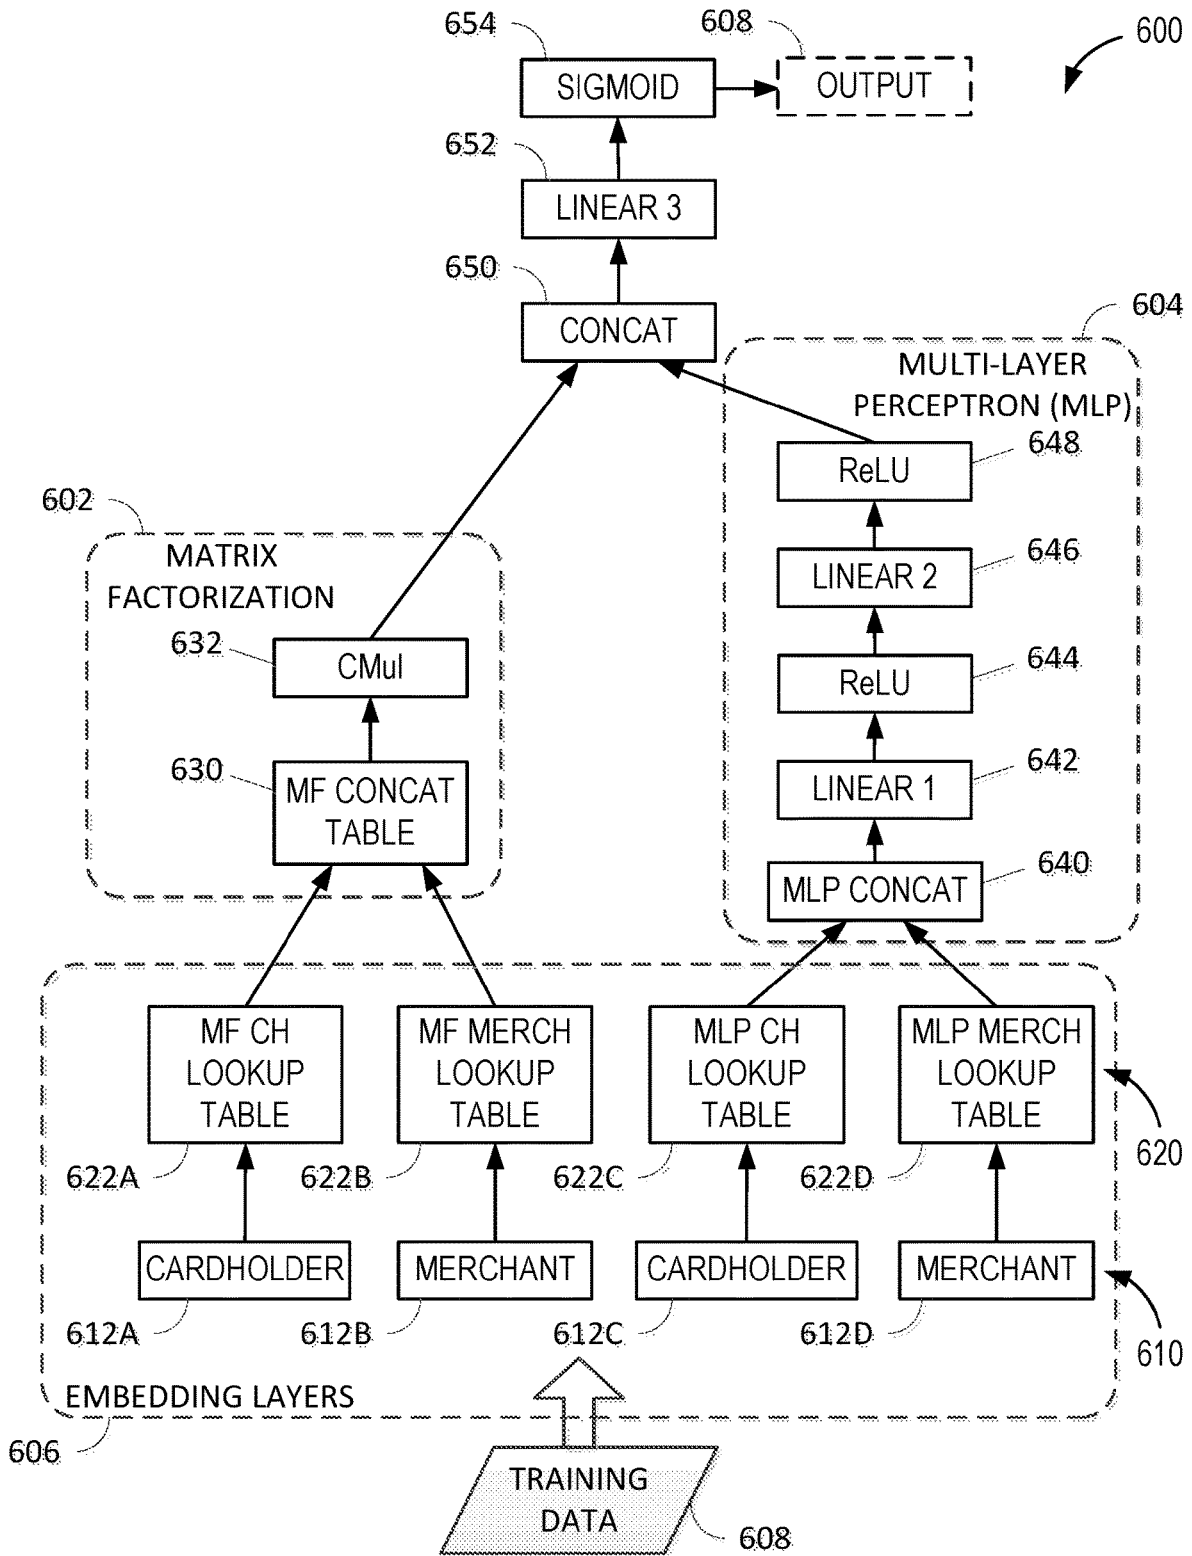 654
608
600
SIGMOID
OUTPUT
652
LINEAR 3
650
CONCAT
604
MULTI-LAYER
PERCEPTRON (MLP)
648
ReLU
602
MATRIX
FACTORIZATION
646
LINEAR 2
632
CMul
644
ReLU
630
MF CONCAT
TABLE
642
LINEAR 1
640
MLP CONCAT
MF CH
LOOKUP
TABLE
MF MERCH
LOOKUP
TABLE
MLP CH
LOOKUP
TABLE
MLP MERCH
LOOKUP
TABLE
620
622A
622B
622C
622D
CARDHOLDER
MERCHANT
CARDHOLDER
MERCHANT
612A
612B
612C
612D
610
EMBEDDING LAYERS
606
TRAINING
DATA
608